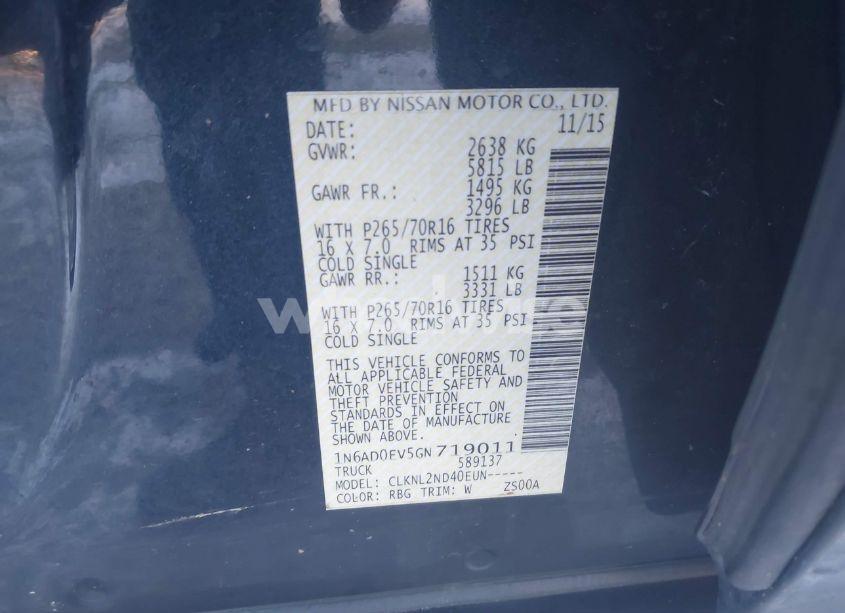 MFD BY NISSAN MOTOR CO., LTD.
DATE: 11/15
GVWR: 2638 KG
5815 LB
GAWR FR.: 1495 KG
3296 LB
WITH P265/70R16 TIRES
16 X 7.0 RIMS AT 35 PSI
COLD SINGLE
GAWR RR.: 1511 KG
3331 LB
WITH P265/70R16 TIRES
16 X 7.0 RIMS AT 35 PSI
COLD SINGLE
THIS VEHICLE CONFORMS TO
ALL APPLICABLE FEDERAL
MOTOR VEHICLE SAFETY AND
THEFT PREVENTION
STANDARDS IN EFFECT ON
THE DATE OF MANUFACTURE
SHOWN ABOVE.
1N6AD0EV5GN719011
TRUCK 589137
MODEL: CLKNL2ND40EUN-----
COLOR: RBG TRIM: W ZS00A